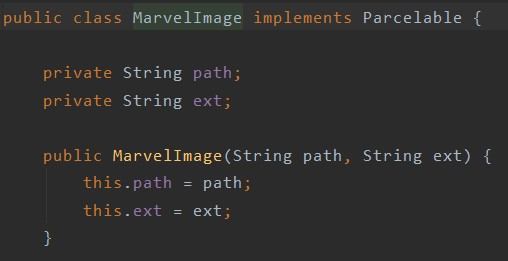 public class MarvelImage implements Parcelable {
private String path;
private String ext;
public MarvelImage(String path, String ext) {
this.path = path;
this.ext = ext;
}